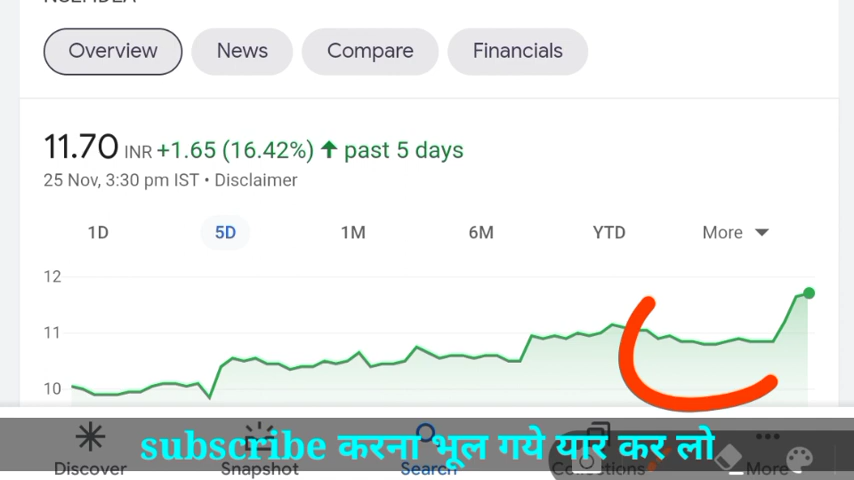 Overview News Compare Financials
11.70 INR +1.65 (16.42%) ↑ past 5 days
25 Nov, 3:30 pm IST • Disclaimer
1D 5D 1M 6M YTD More
12
11
10
subscribe करना भूल गये यार कर लो
Discover Snapshot Search Collections More